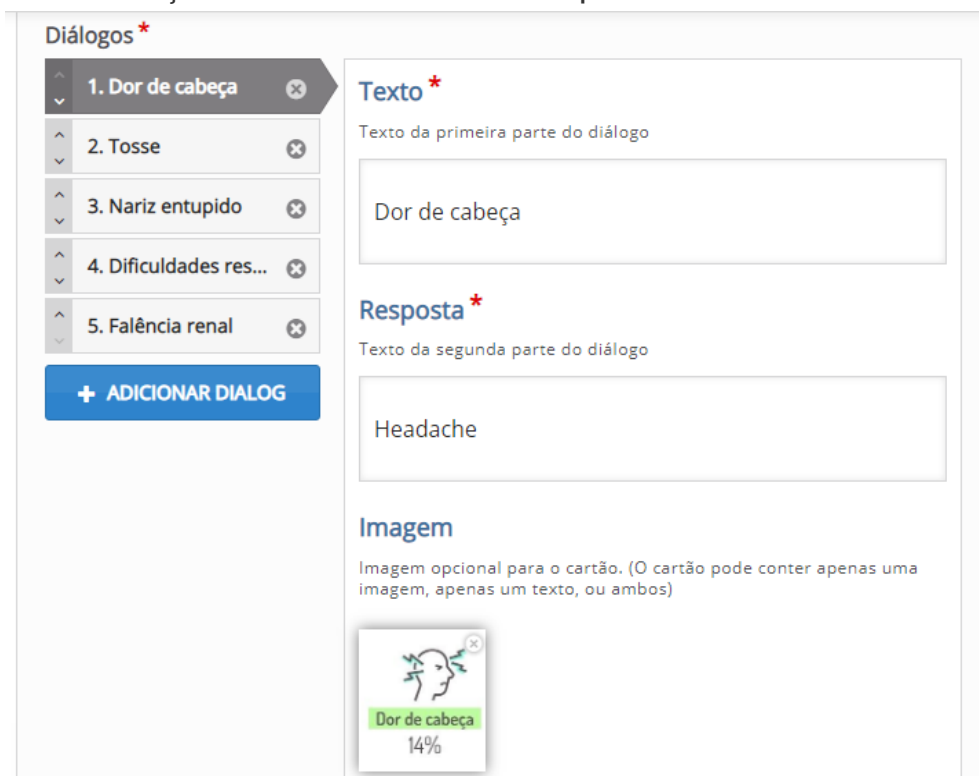 Diálogos *
1. Dor de cabeça
2. Tosse
3. Nariz entupido
4. Dificuldades res...
5. Falência renal
+ ADICIONAR DIALOG
Texto *
Texto da primeira parte do diálogo
Dor de cabeça
Resposta *
Texto da segunda parte do diálogo
Headache
Imagem
Imagem opcional para o cartão. (O cartão pode conter apenas uma
imagem, apenas um texto, ou ambos)
Dor de cabeça
14%